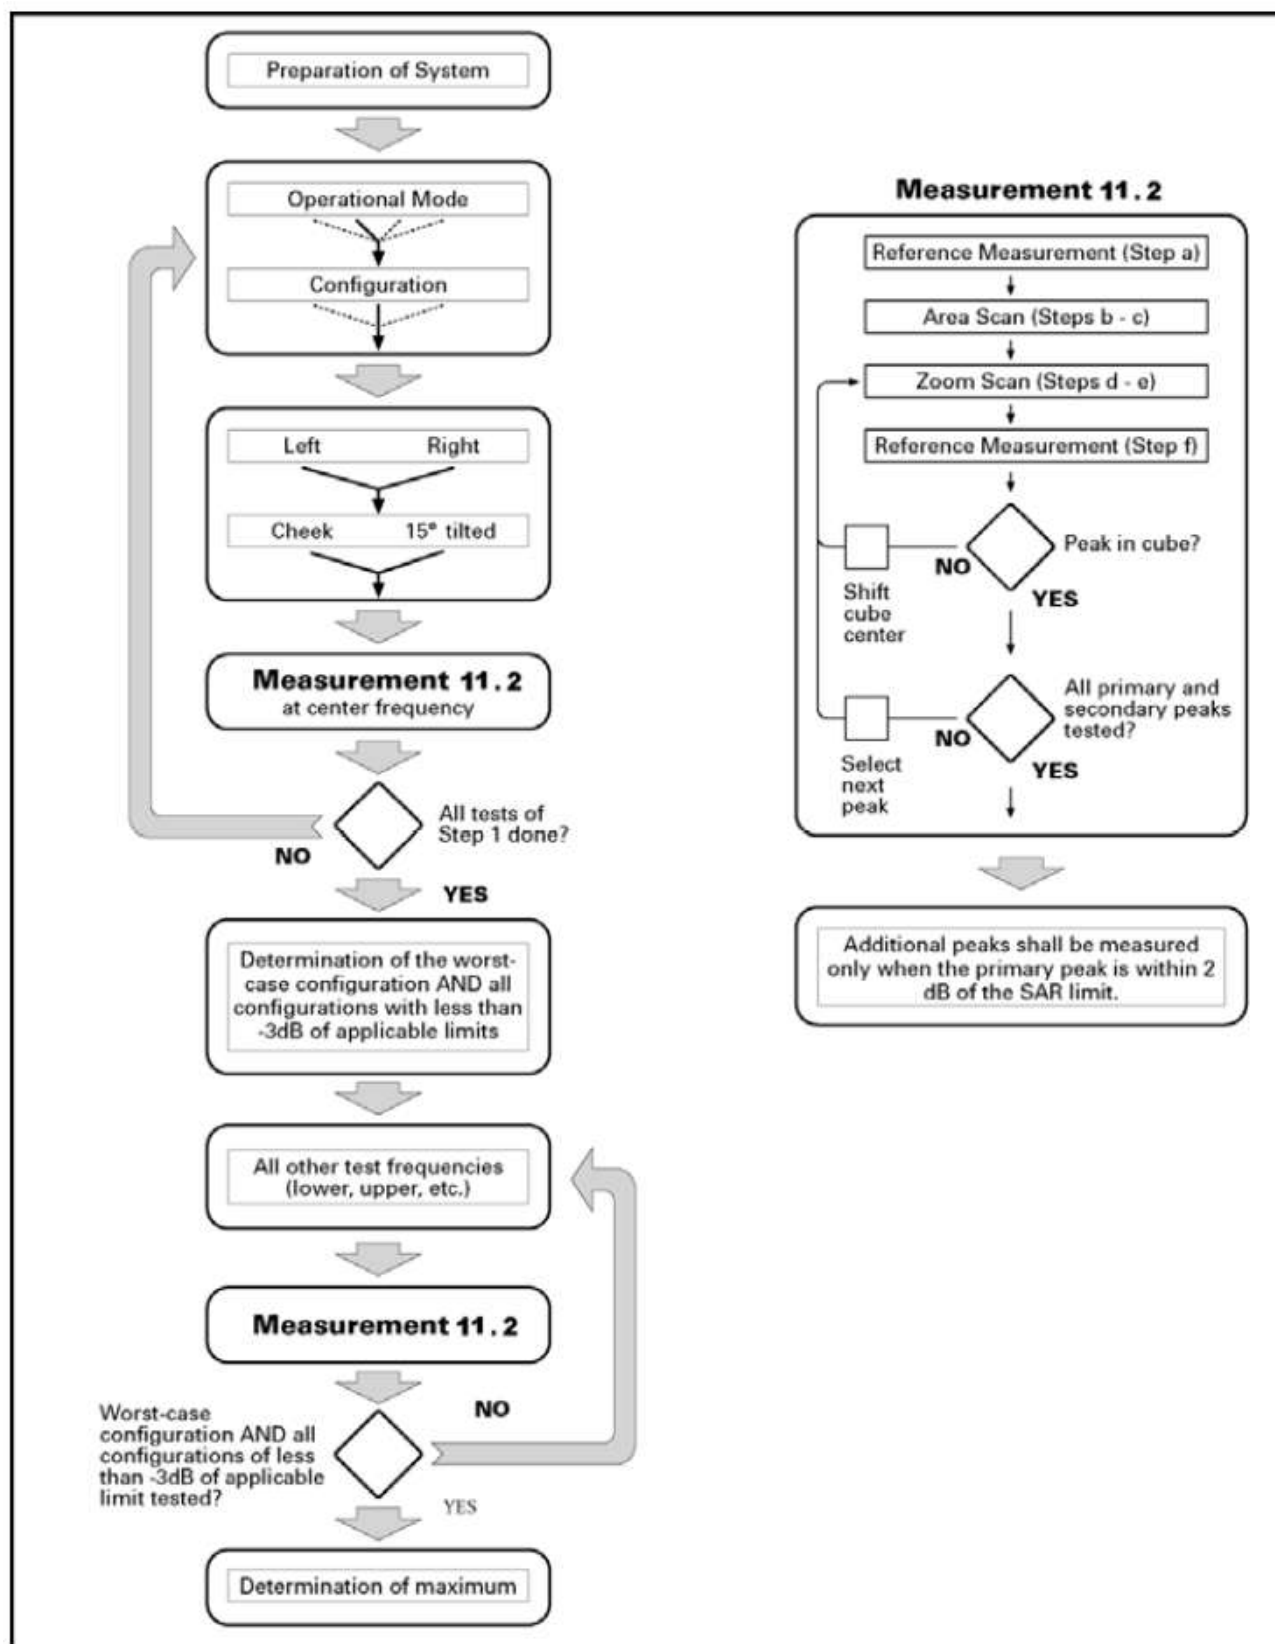 Preparation of System
Operational Mode
Configuration
Left Right
Cheek 15° tilted
Measurement 11.2
at center frequency
All tests of
Step 1 done?
NO
YES
Determination of the worst-
case configuration AND all
configurations with less than
-3dB of applicable limits
All other test frequencies
(lower, upper, etc.)
Measurement 11.2
NO
Worst-case
configuration AND all
configurations of less
than -3dB of applicable
limit tested?
YES
Determination of maximum
Measurement 11.2
Reference Measurement (Step a)
Area Scan (Steps b - c)
Zoom Scan (Steps d - e)
Reference Measurement (Step f)
Peak in cube?
NO
Shift
cube
center
YES
All primary and
secondary peaks
tested?
NO
Select
next
peak
YES
Additional peaks shall be measured
only when the primary peak is within 2
dB of the SAR limit.